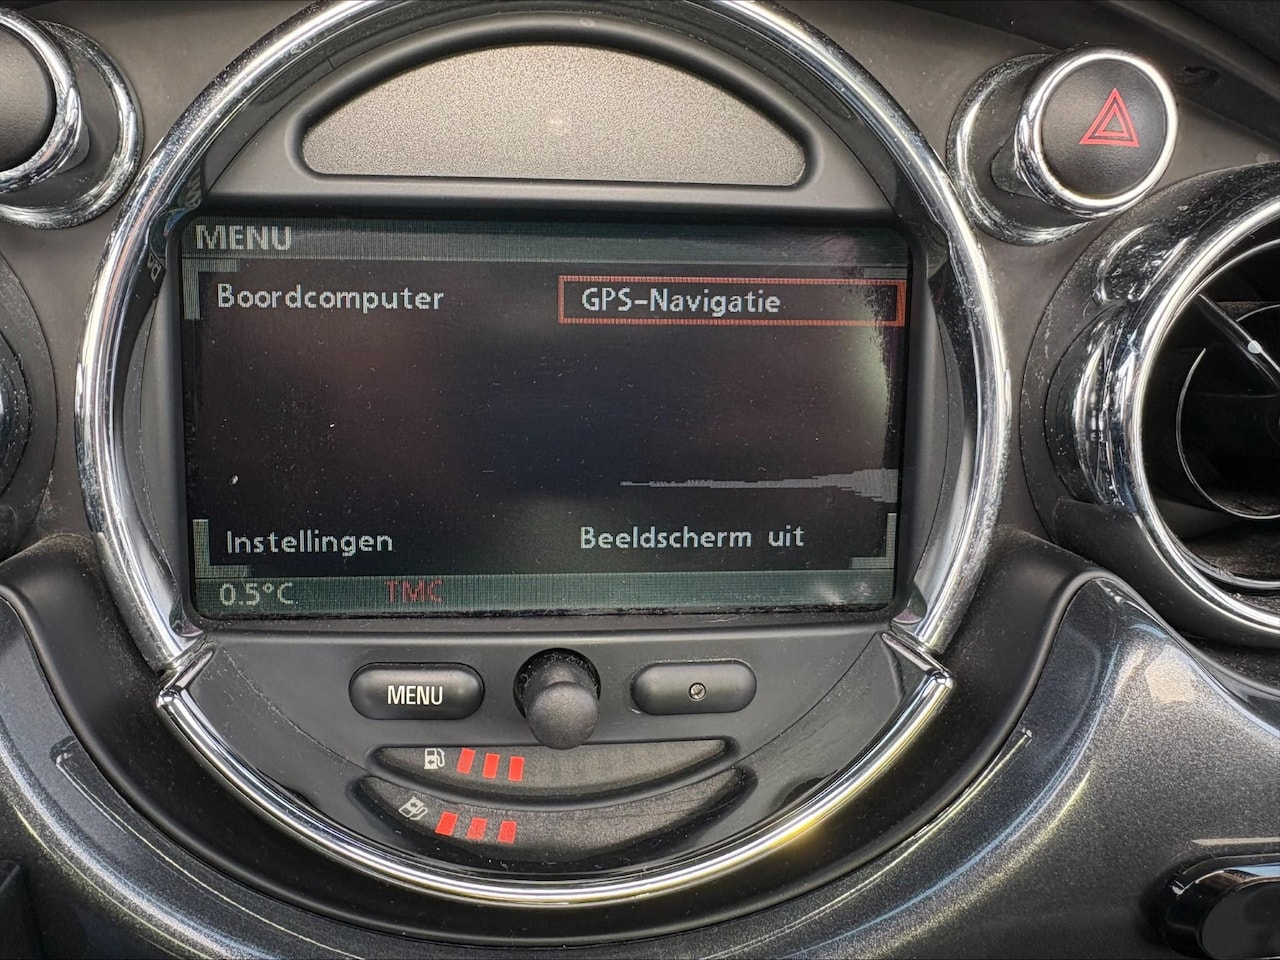 MENU
Boordcomputer
GPS-Navigatie
Instellingen
Beeldscherm uit
0.5°C
TMC
MENU